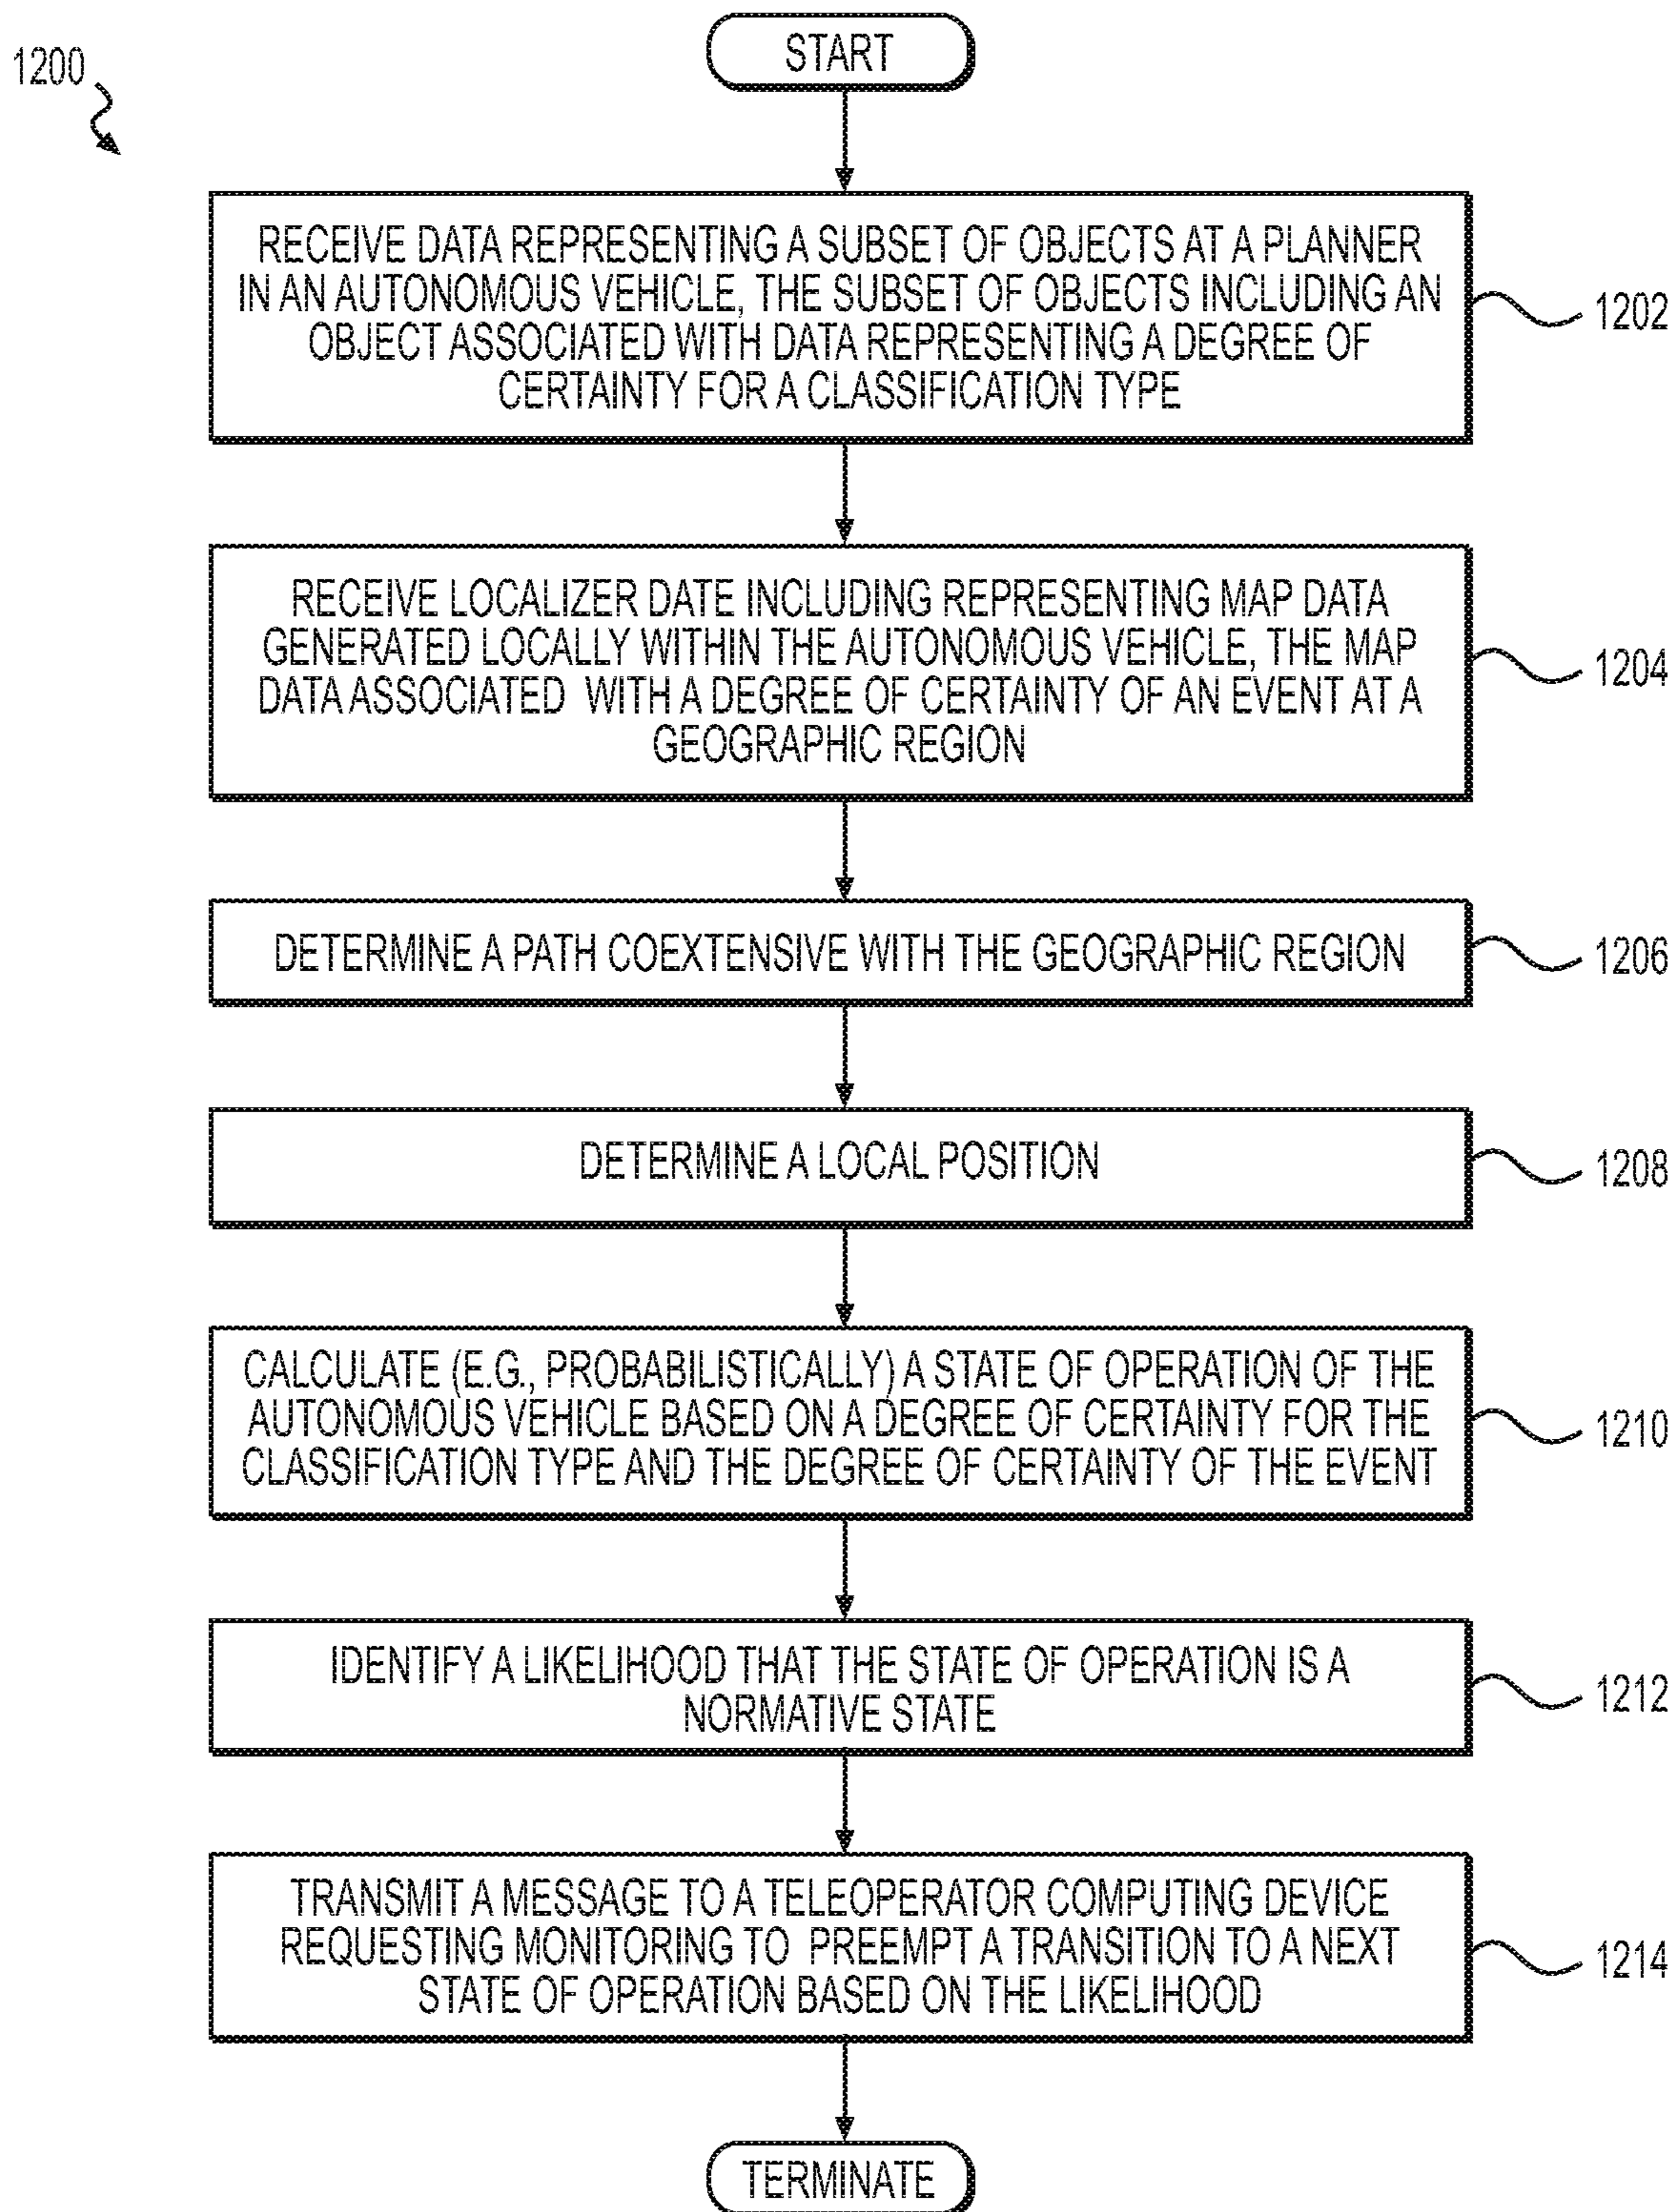 1200
START
RECEIVE DATA REPRESENTING A SUBSET OF OBJECTS AT A PLANNER
IN AN AUTONOMOUS VEHICLE, THE SUBSET OF OBJECTS INCLUDING AN
OBJECT ASSOCIATED WITH DATA REPRESENTING A DEGREE OF
CERTAINTY FOR A CLASSIFICATION TYPE
1202
RECEIVE LOCALIZER DATE INCLUDING REPRESENTING MAP DATA
GENERATED LOCALLY WITHIN THE AUTONOMOUS VEHICLE, THE MAP
DATA ASSOCIATED WITH A DEGREE OF CERTAINTY OF AN EVENT AT A
GEOGRAPHIC REGION
1204
DETERMINE A PATH COEXTENSIVE WITH THE GEOGRAPHIC REGION
1206
DETERMINE A LOCAL POSITION
1208
CALCULATE (E.G., PROBABILISTICALLY) A STATE OF OPERATION OF THE
AUTONOMOUS VEHICLE BASED ON A DEGREE OF CERTAINTY FOR THE
CLASSIFICATION TYPE AND THE DEGREE OF CERTAINTY OF THE EVENT
1210
IDENTIFY A LIKELIHOOD THAT THE STATE OF OPERATION IS A
NORMATIVE STATE
1212
TRANSMIT A MESSAGE TO A TELEOPERATOR COMPUTING DEVICE
REQUESTING MONITORING TO PREEMPT A TRANSITION TO A NEXT
STATE OF OPERATION BASED ON THE LIKELIHOOD
1214
TERMINATE